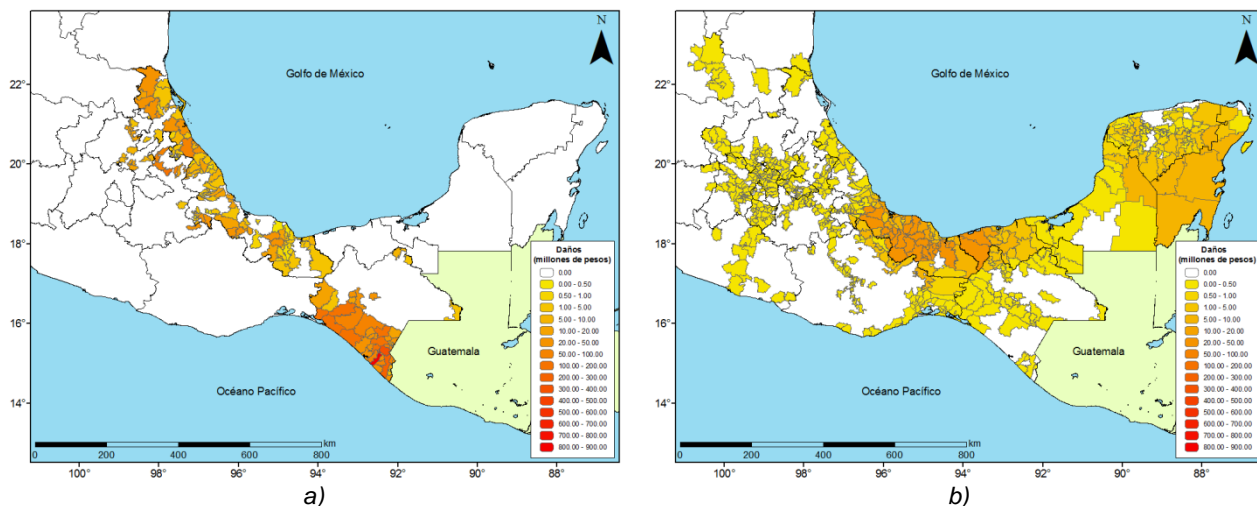 N
Golfo de México
22°
20°
18°
16°
14°
Guatemala
Océano Pacífico
Daños
(millones de pesos)
0.00
0.00 - 0.50
0.50 - 1.00
1.00 - 5.00
5.00 - 10.00
10.00 - 20.00
20.00 - 50.00
50.00 - 100.00
100.00 - 200.00
200.00 - 300.00
300.00 - 400.00
400.00 - 500.00
500.00 - 600.00
600.00 - 700.00
700.00 - 800.00
800.00 - 900.00
km
0 200 400 600 800
100° 98° 96° 94° 92° 90° 88°
a)
N
Golfo de México
22°
20°
18°
16°
14°
Guatemala
Océano Pacífico
Daños
(millones de pesos)
0.00
0.00 - 0.50
0.50 - 1.00
1.00 - 5.00
5.00 - 10.00
10.00 - 20.00
20.00 - 50.00
50.00 - 100.00
100.00 - 200.00
200.00 - 300.00
300.00 - 400.00
400.00 - 500.00
500.00 - 600.00
600.00 - 700.00
700.00 - 800.00
800.00 - 900.00
km
0 200 400 600 800
100° 98° 96° 94° 92° 90° 88°
b)